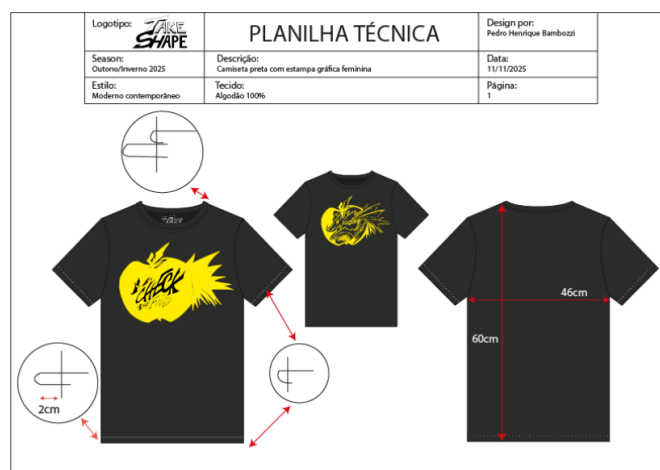 Logotipo:
TAKE
SHAPE
PLANILHA TÉCNICA
Design por:
Pedro Henrique Bambozzi
Season:
Outono/Inverno 2025
Descrição:
Camiseta preta com estampa gráfica feminina
Data:
11/11/2025
Estilo:
Moderno contemporâneo
Tecido:
Algodão 100%
Página:
1
CHECK
46cm
60cm
2cm